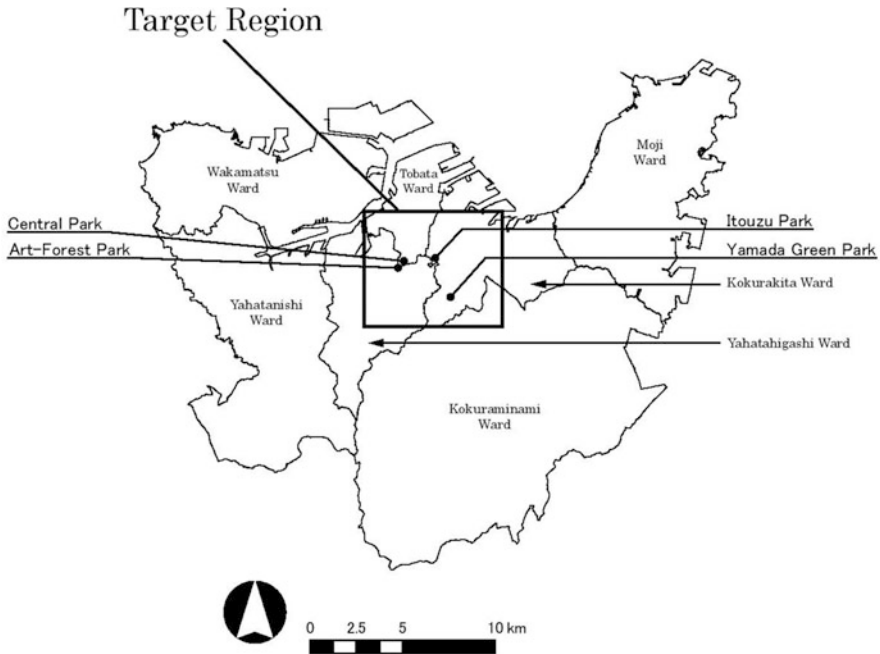 Target Region
Wakamatsu
Ward
Tobata
Ward
Moji
Ward
Central Park
Art-Forest Park
Itouzu Park
Yamada Green Park
Kokurakita Ward
Yahatanishi
Ward
Yahatahigashi Ward
Kokuraminami
Ward
0 2.5 5 10 km